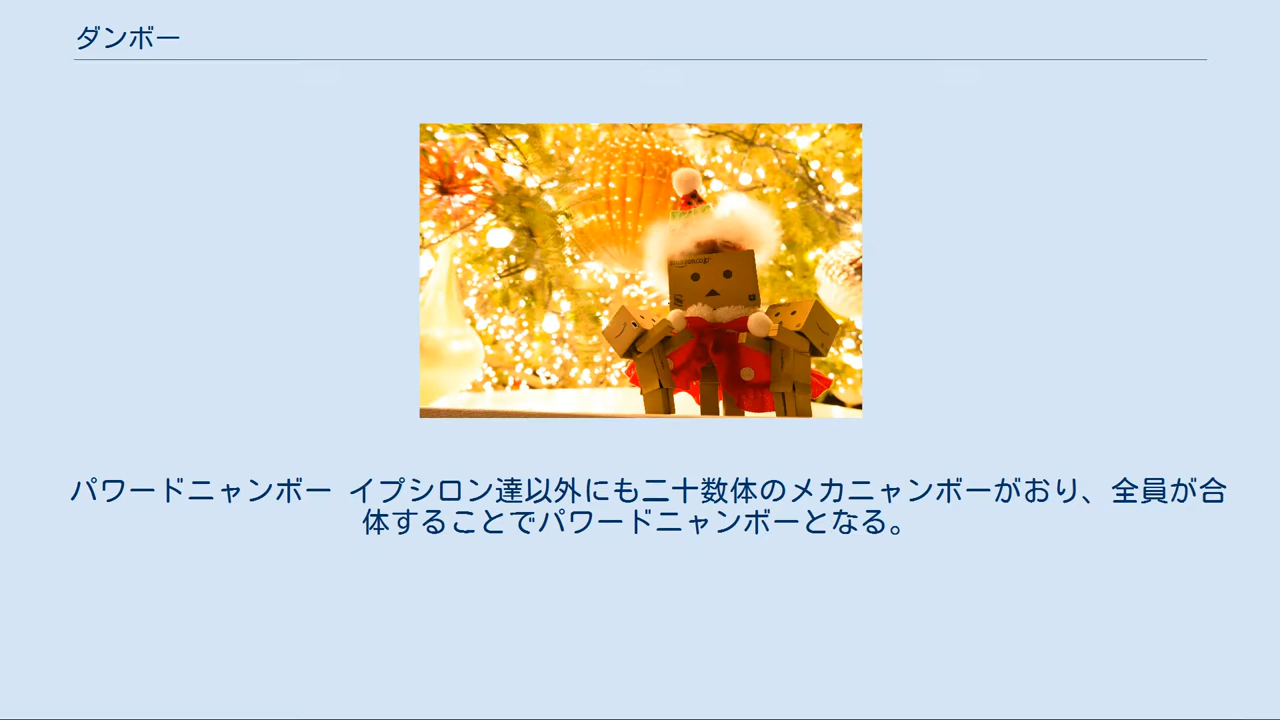 ダンボー
パワードニャンボー イプシロン達以外にも二十数体のメカニャンボーがおり、全員が合
体することでパワードニャンボーとなる。